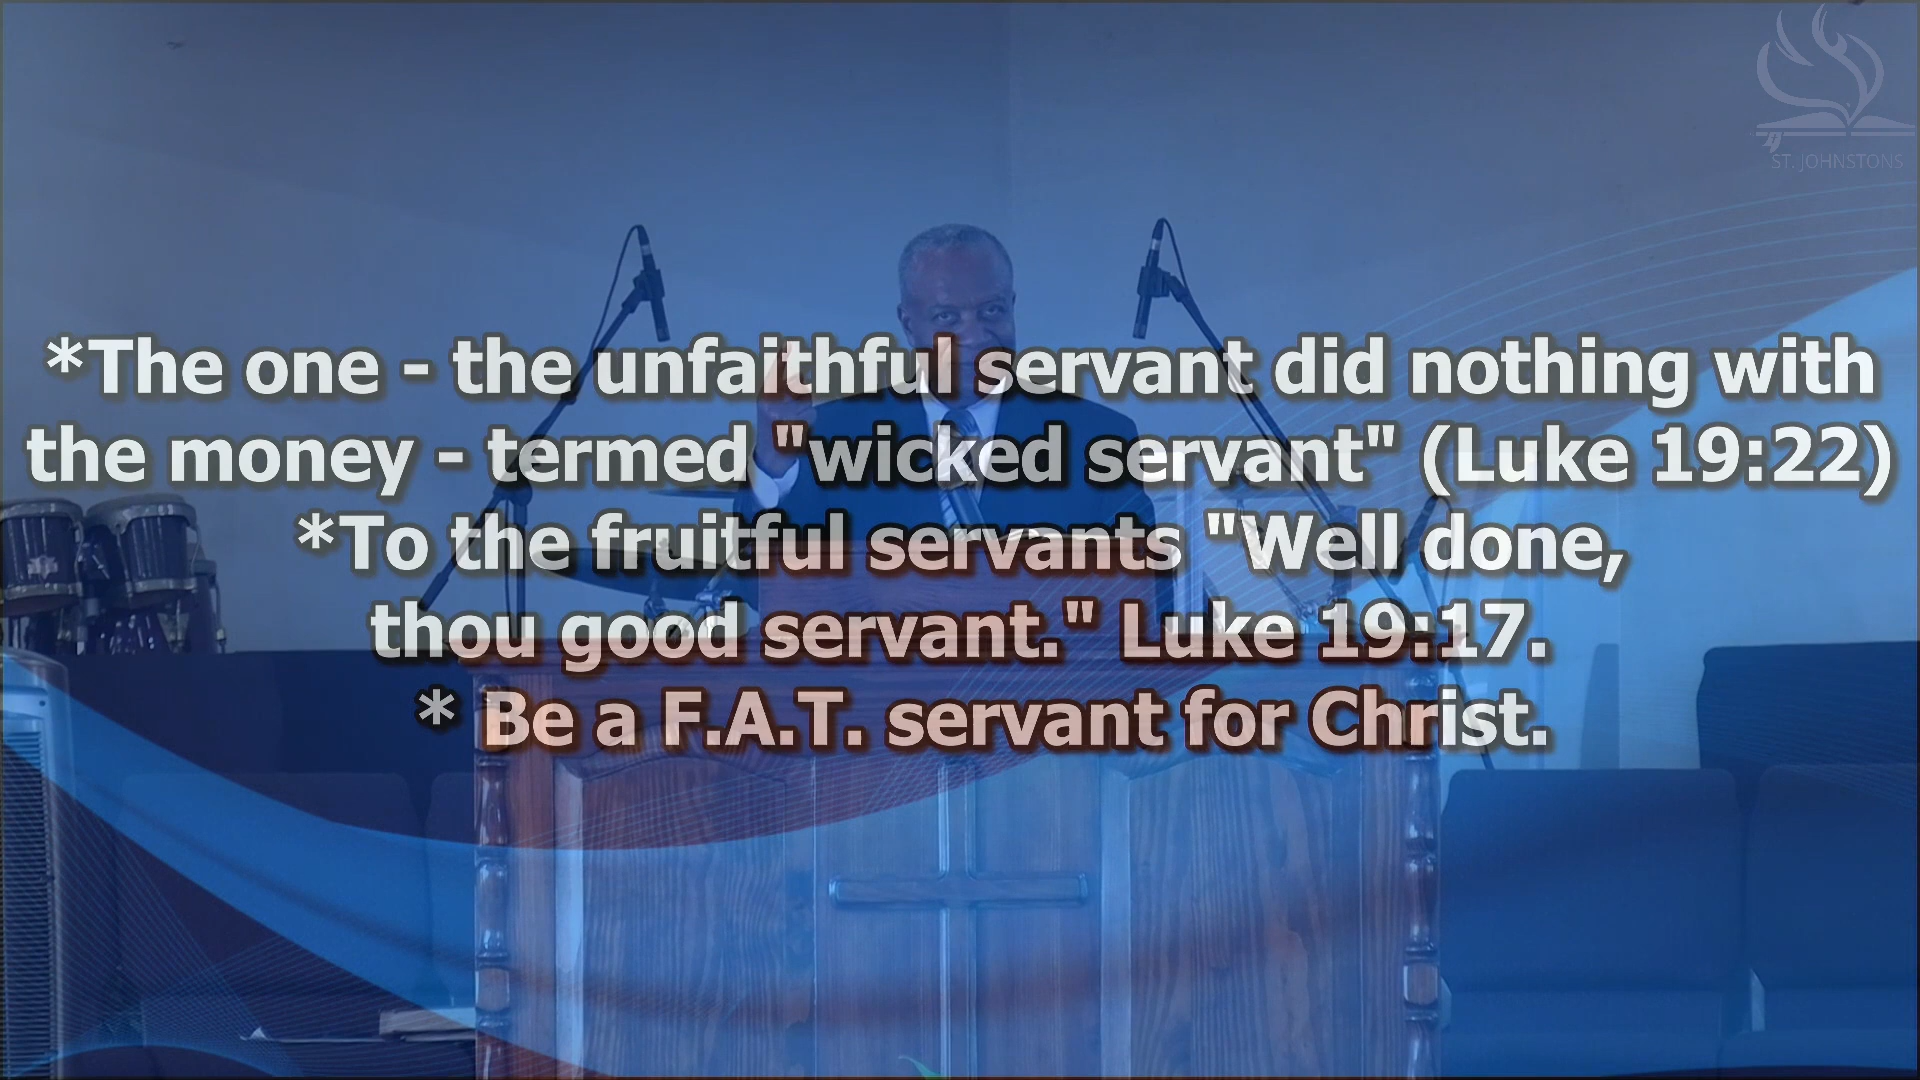 ST. JOHNSTONS
*The one - the unfaithful servant did nothing with
the money - termed "wicked servant" (Luke 19:22)
*To the fruitful servants "Well done,
thou good servant." Luke 19:17.
* Be a F.A.T. servant for Christ.